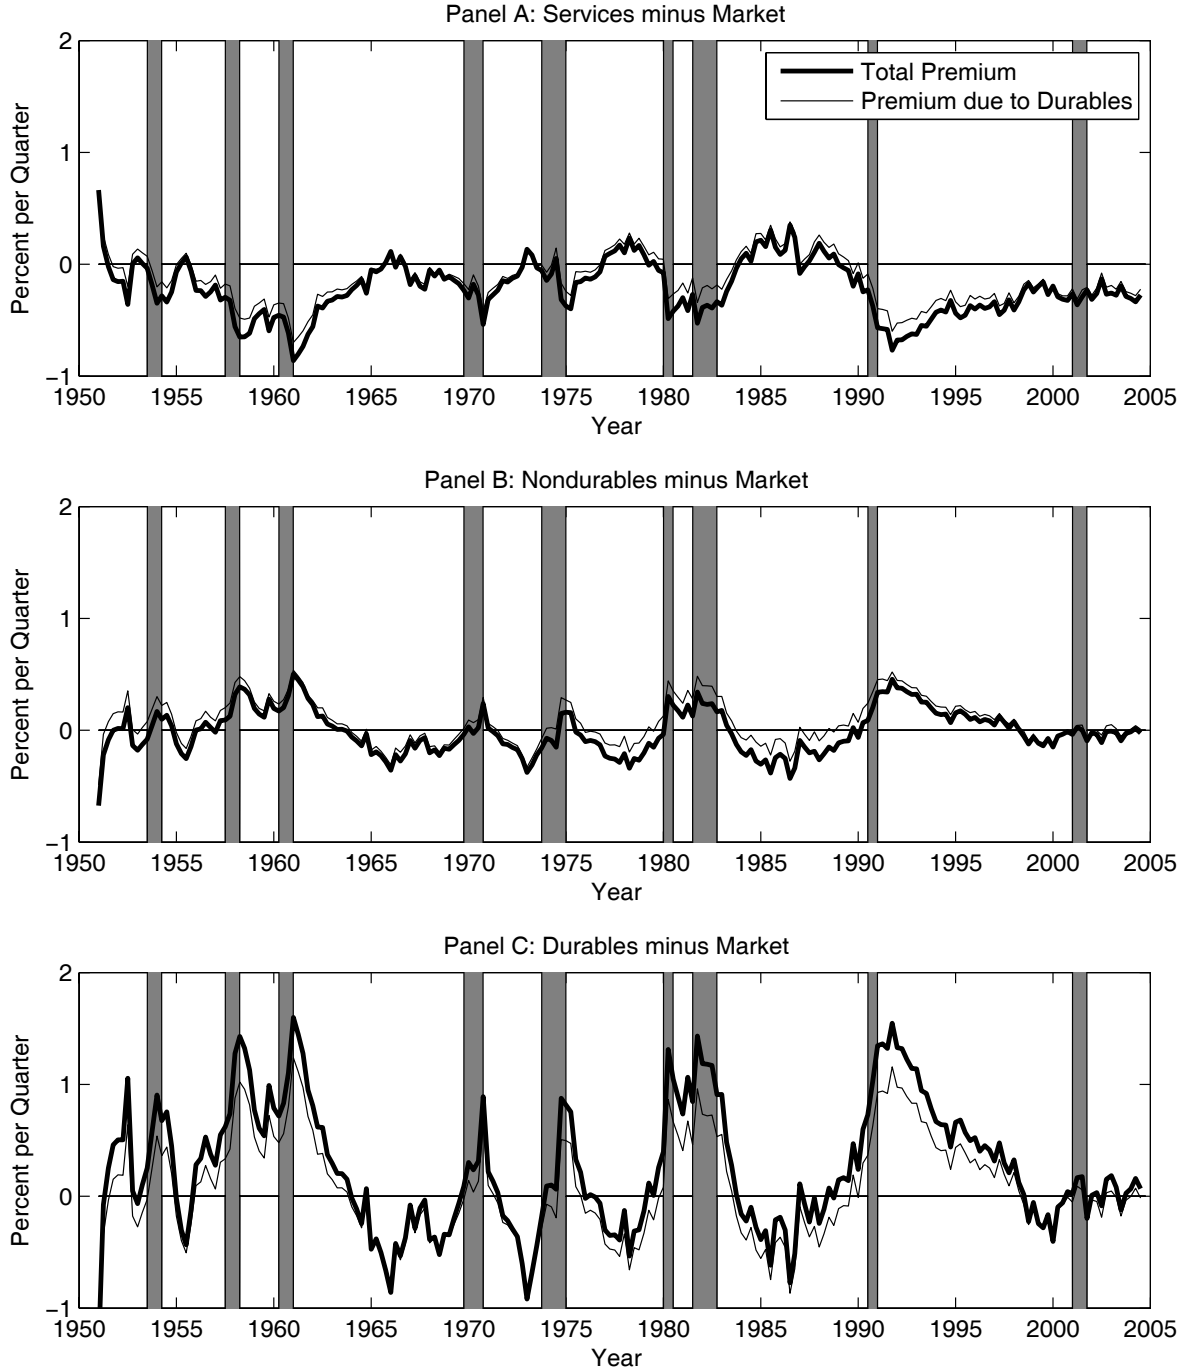 Panel A: Services minus Market
2
Total Premium
Premium due to Durables
1
0
−1
Percent per Quarter
1950 1955 1960 1965 1970 1975 1980 1985 1990 1995 2000 2005
Year
Panel B: Nondurables minus Market
2
1
0
−1
Percent per Quarter
1950 1955 1960 1965 1970 1975 1980 1985 1990 1995 2000 2005
Year
Panel C: Durables minus Market
2
1
0
−1
Percent per Quarter
1950 1955 1960 1965 1970 1975 1980 1985 1990 1995 2000 2005
Year